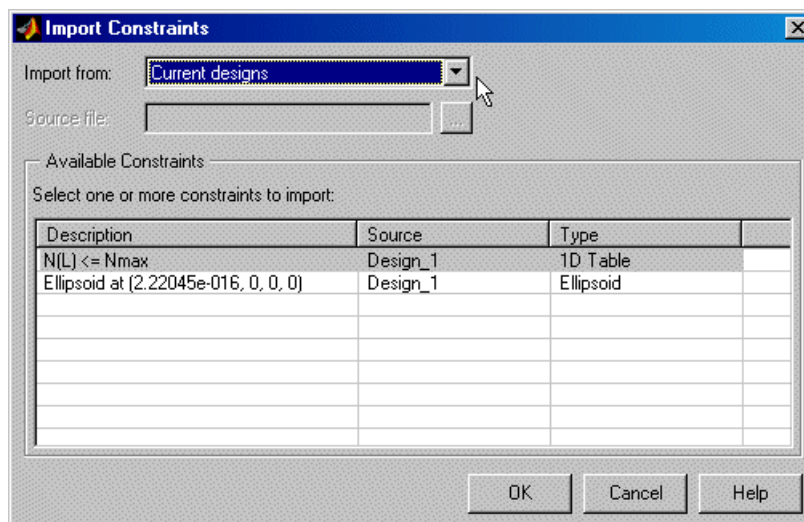 Import Constraints
Import from: Current designs
Source file: ...
Available Constraints
Select one or more constraints to import:
Description Source Type
N(L) <= Nmax Design_1 1D Table
Ellipsoid at (2.22045e-016, 0, 0, 0) Design_1 Ellipsoid
OK Cancel Help